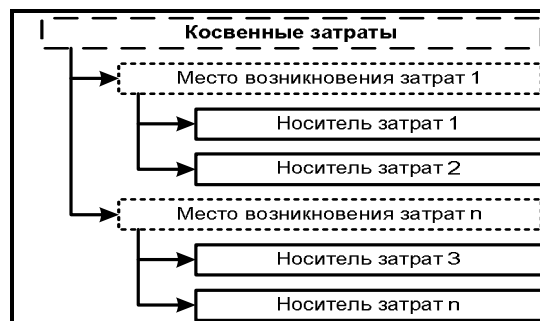 Косвенные затраты
Место возникновения затрат 1
Носитель затрат 1
Носитель затрат 2
Место возникновения затрат n
Носитель затрат 3
Носитель затрат n